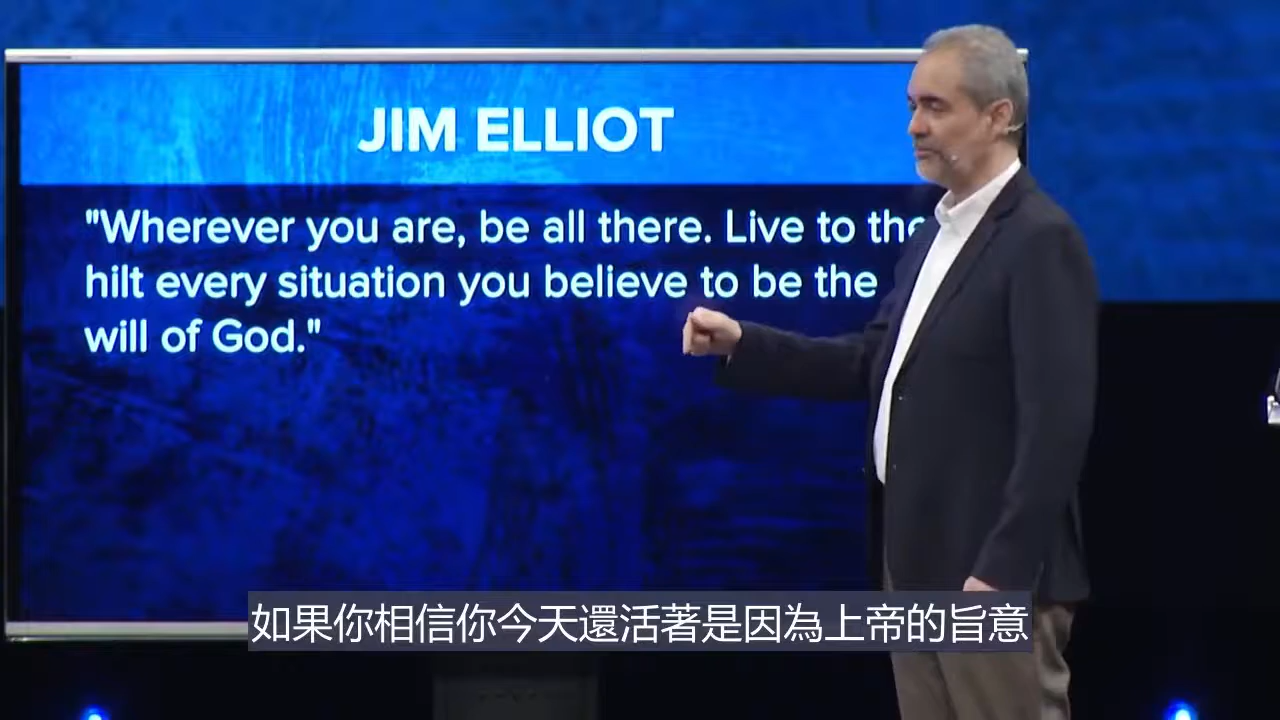 JIM ELLIOT
"Wherever you are, be all there. Live to the
hilt every situation you believe to be the
will of God."
如果你相信你今天還活著是因為上帝的旨意